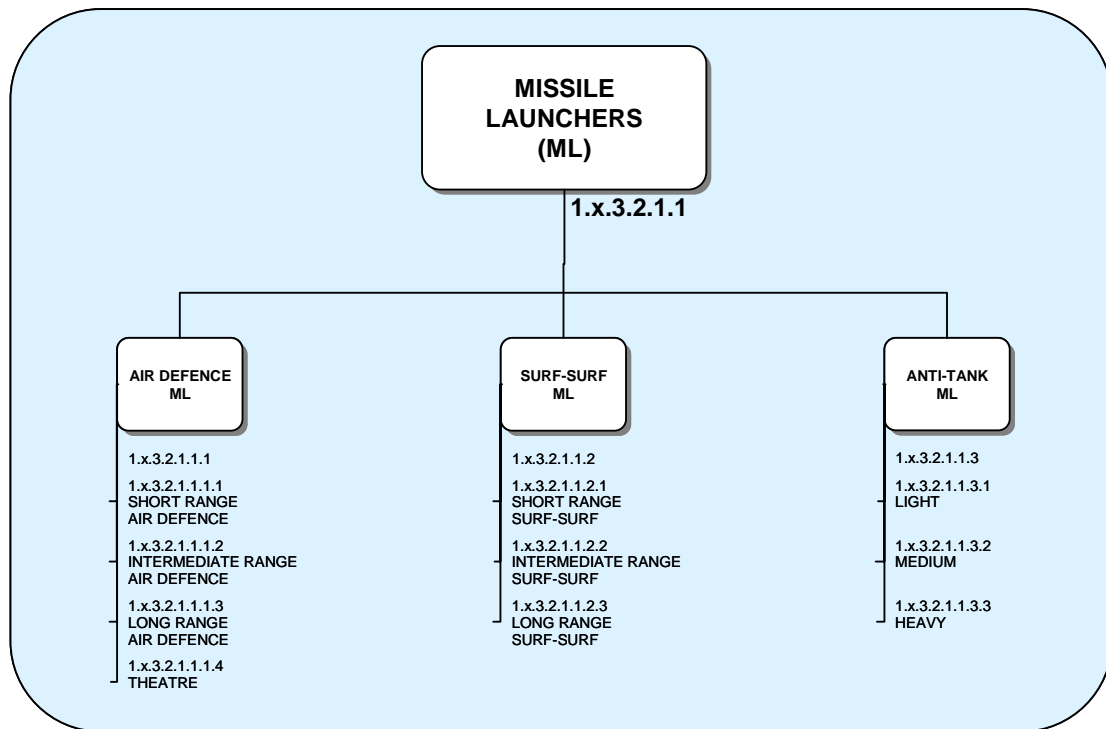 MISSILE
LAUNCHERS
(ML)
1.x.3.2.1.1
AIR DEFENCE
ML
1.x.3.2.1.1.1
1.x.3.2.1.1.1.1
SHORT RANGE
AIR DEFENCE
1.x.3.2.1.1.1.2
INTERMEDIATE RANGE
AIR DEFENCE
1.x.3.2.1.1.1.3
LONG RANGE
AIR DEFENCE
1.x.3.2.1.1.1.4
THEATRE
SURF-SURF
ML
1.x.3.2.1.1.2
1.x.3.2.1.1.2.1
SHORT RANGE
SURF-SURF
1.x.3.2.1.1.2.2
INTERMEDIATE RANGE
SURF-SURF
1.x.3.2.1.1.2.3
LONG RANGE
SURF-SURF
ANTI-TANK
ML
1.x.3.2.1.1.3
1.x.3.2.1.1.3.1
LIGHT
1.x.3.2.1.1.3.2
MEDIUM
1.x.3.2.1.1.3.3
HEAVY